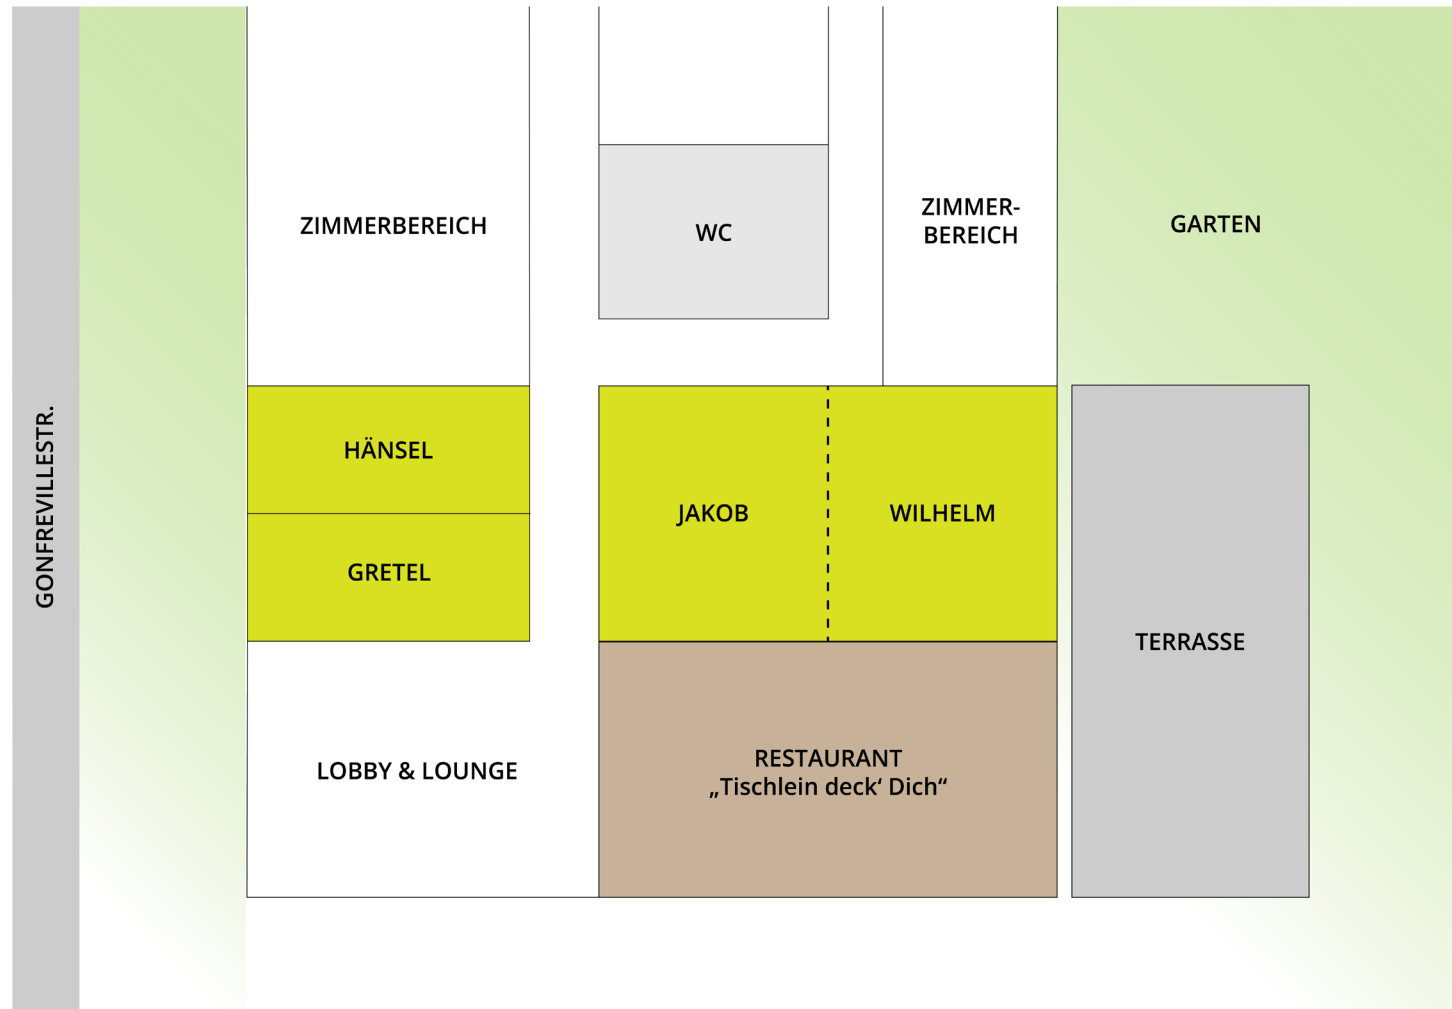 ZIMMERBEREICH
WC
ZIMMER-
BEREICH
GARTEN
GONFREVILLESTR.
HÄNSEL
GRETEL
JAKOB
WILHELM
TERRASSE
LOBBY & LOUNGE
RESTAURANT
„Tischlein deck‘ Dich“